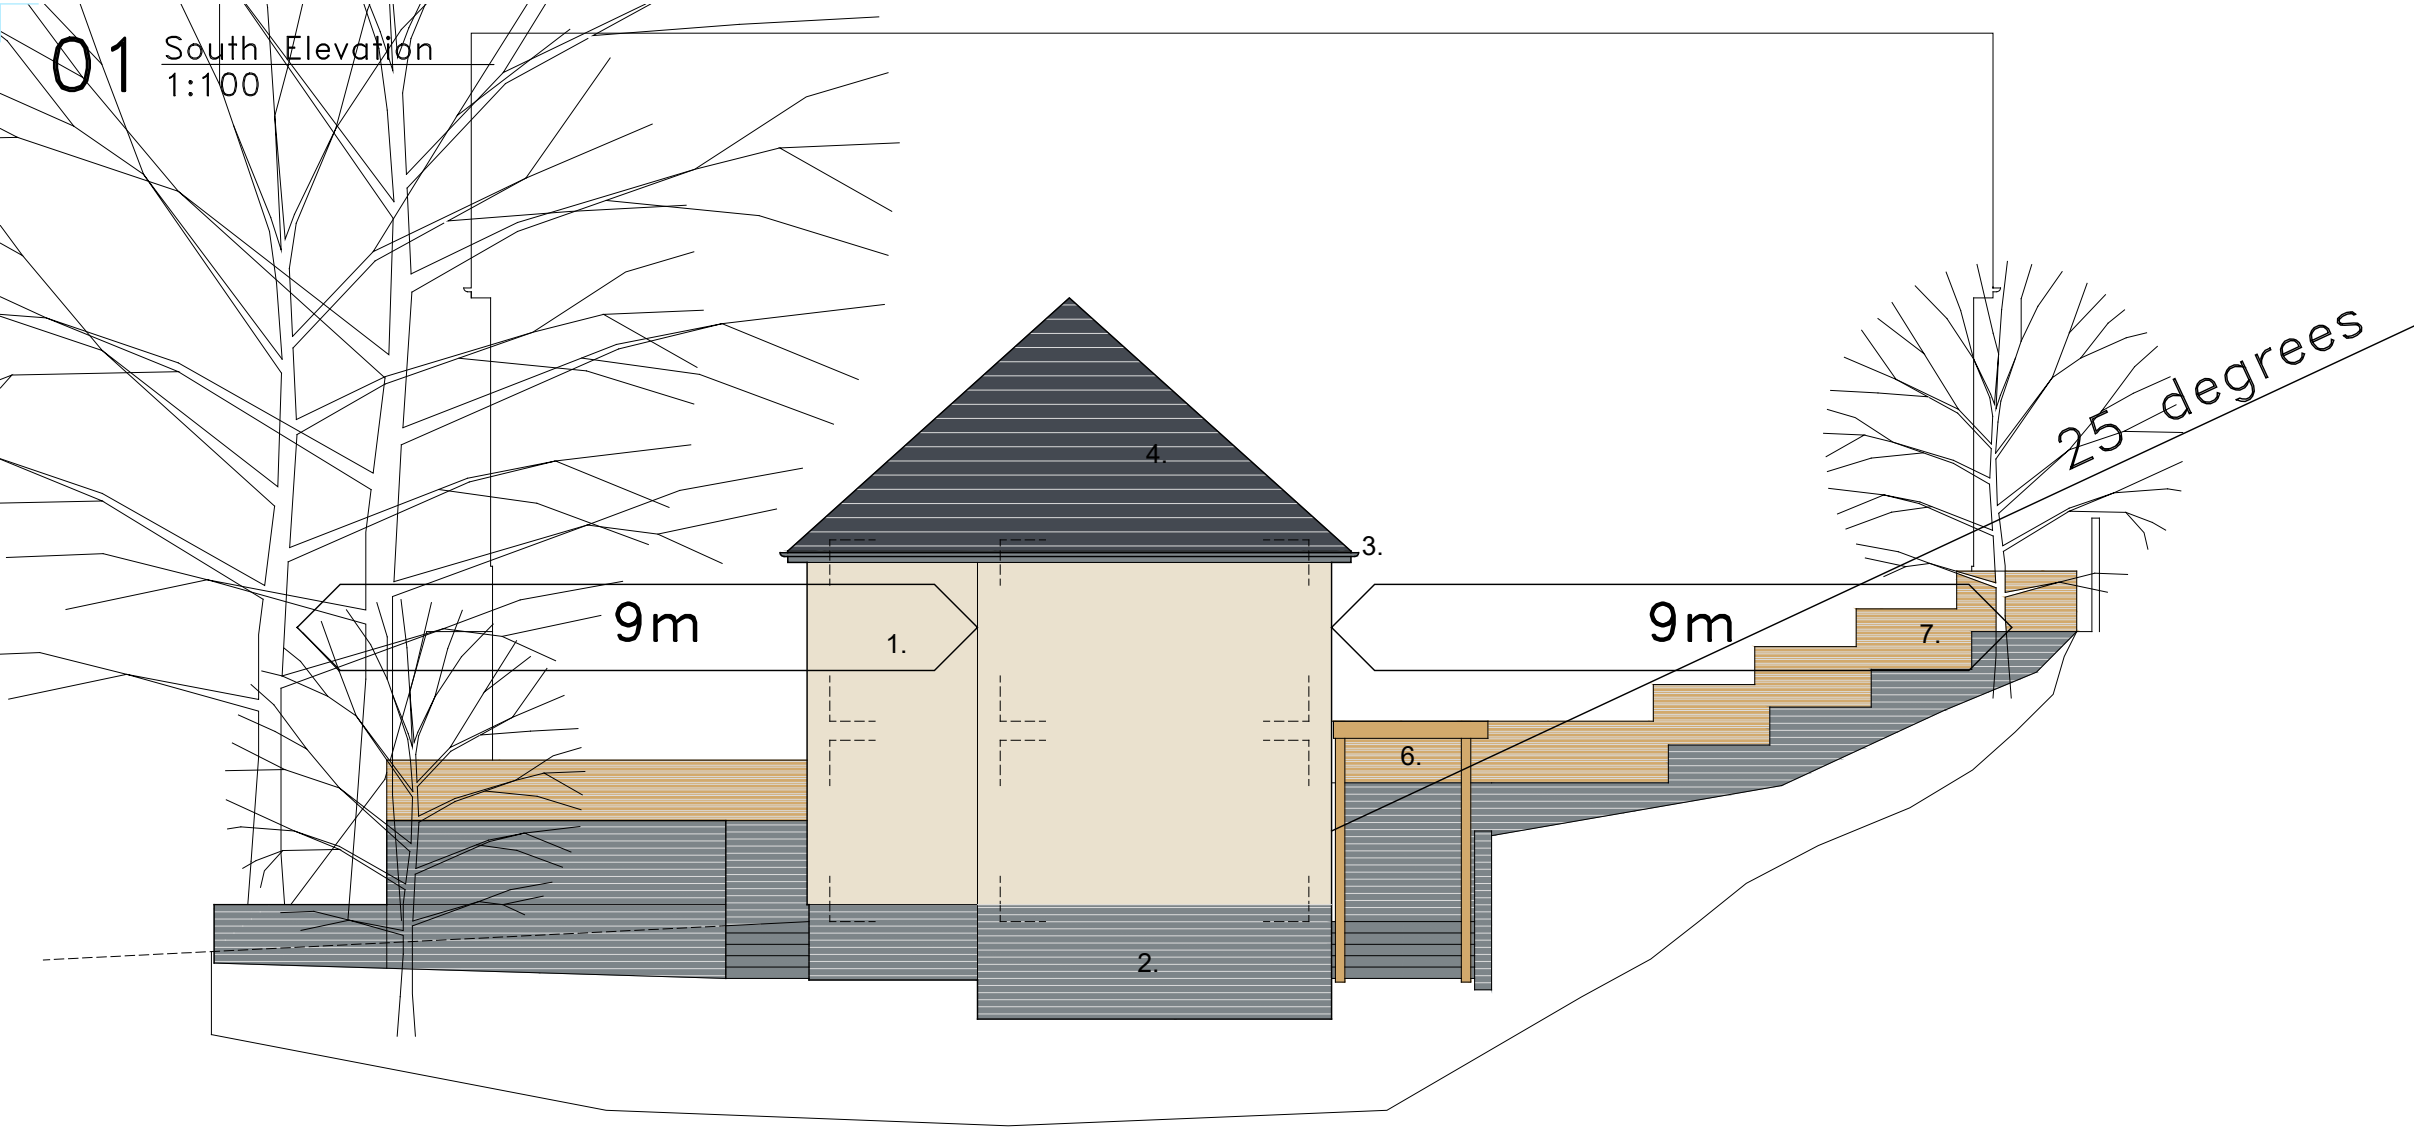 01 South Elevation
1:100
25 degrees
4.
3.
9m
1.
9m
7.
6.
2.